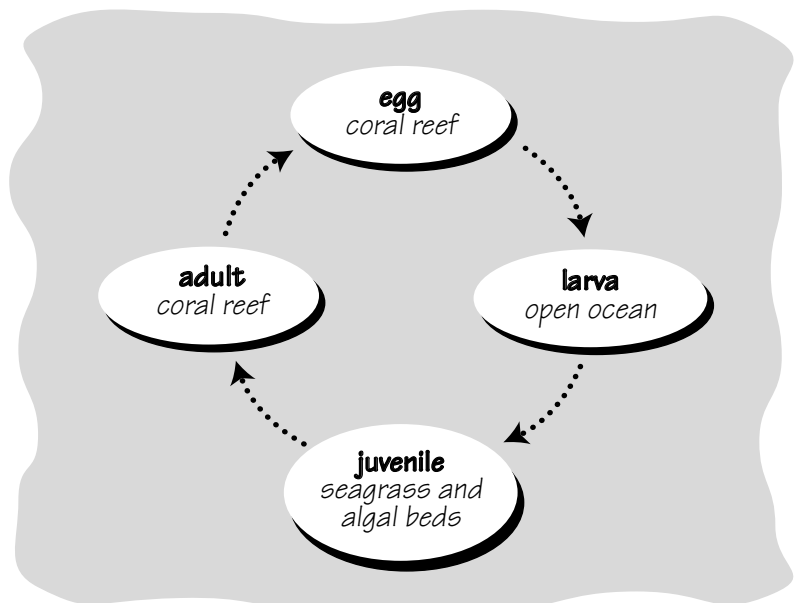 egg
coral reef
adult
coral reef
larva
open ocean
juvenile
seagrass and
algal beds